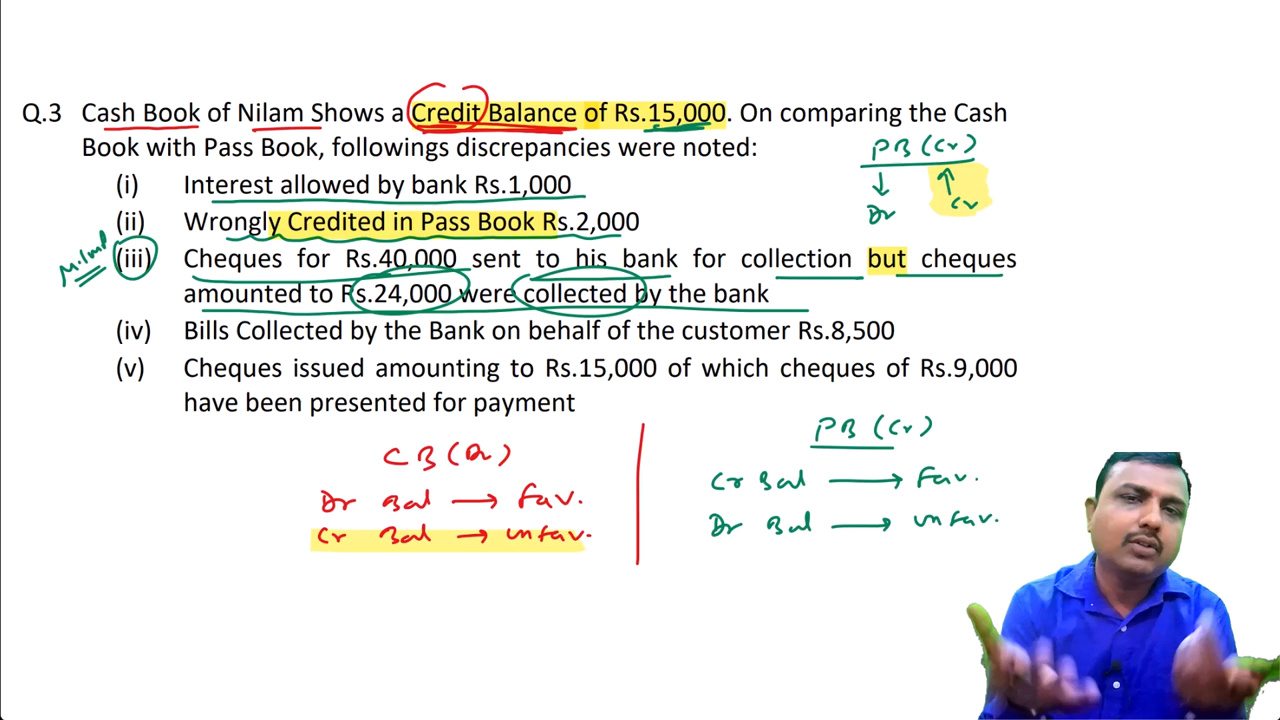 Q.3 Cash Book of Nilam Shows a Credit Balance of Rs.15,000. On comparing the Cash
Book with Pass Book, followings discrepancies were noted:
PB (Cr)
Dr Cr
(i) Interest allowed by bank Rs.1,000
(ii) Wrongly Credited in Pass Book Rs.2,000
(iii) Cheques for Rs.40,000 sent to his bank for collection but cheques
amounted to Rs.24,000 were collected by the bank
(iv) Bills Collected by the Bank on behalf of the customer Rs.8,500
(v) Cheques issued amounting to Rs.15,000 of which cheques of Rs.9,000
have been presented for payment
CB (Dr)
Dr Bal → Fav.
Cr Bal → unfav.
PB (Cr)
Cr Bal → Fav.
Dr Bal → unfav.